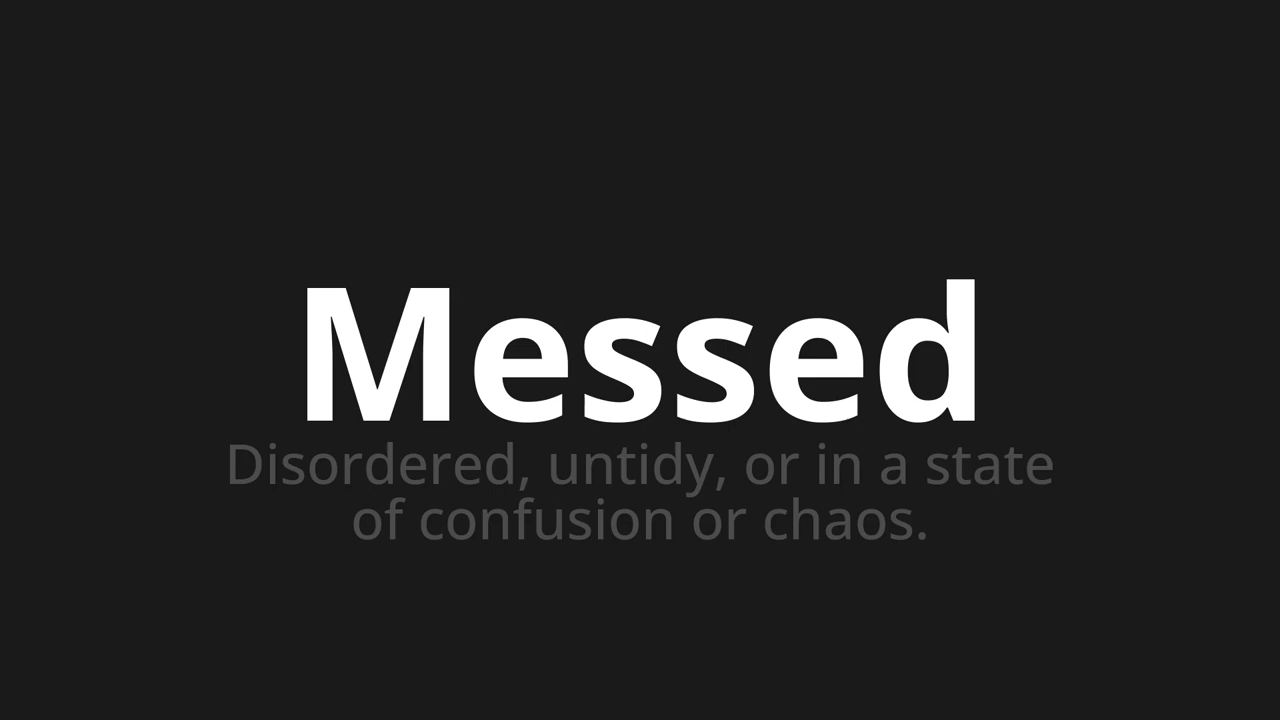 Messed
Disordered, untidy, or in a state
of confusion or chaos.